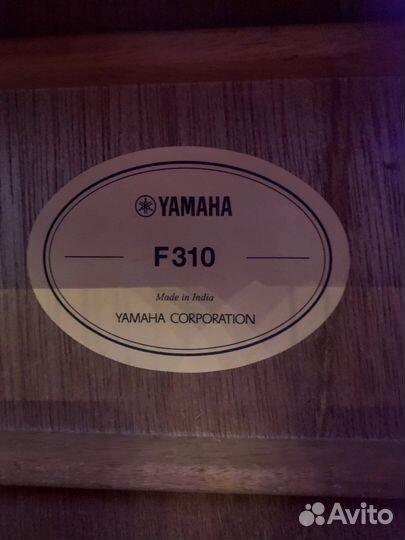 YAMAHA
F310
Made in India
YAMAHA CORPORATION
Avito